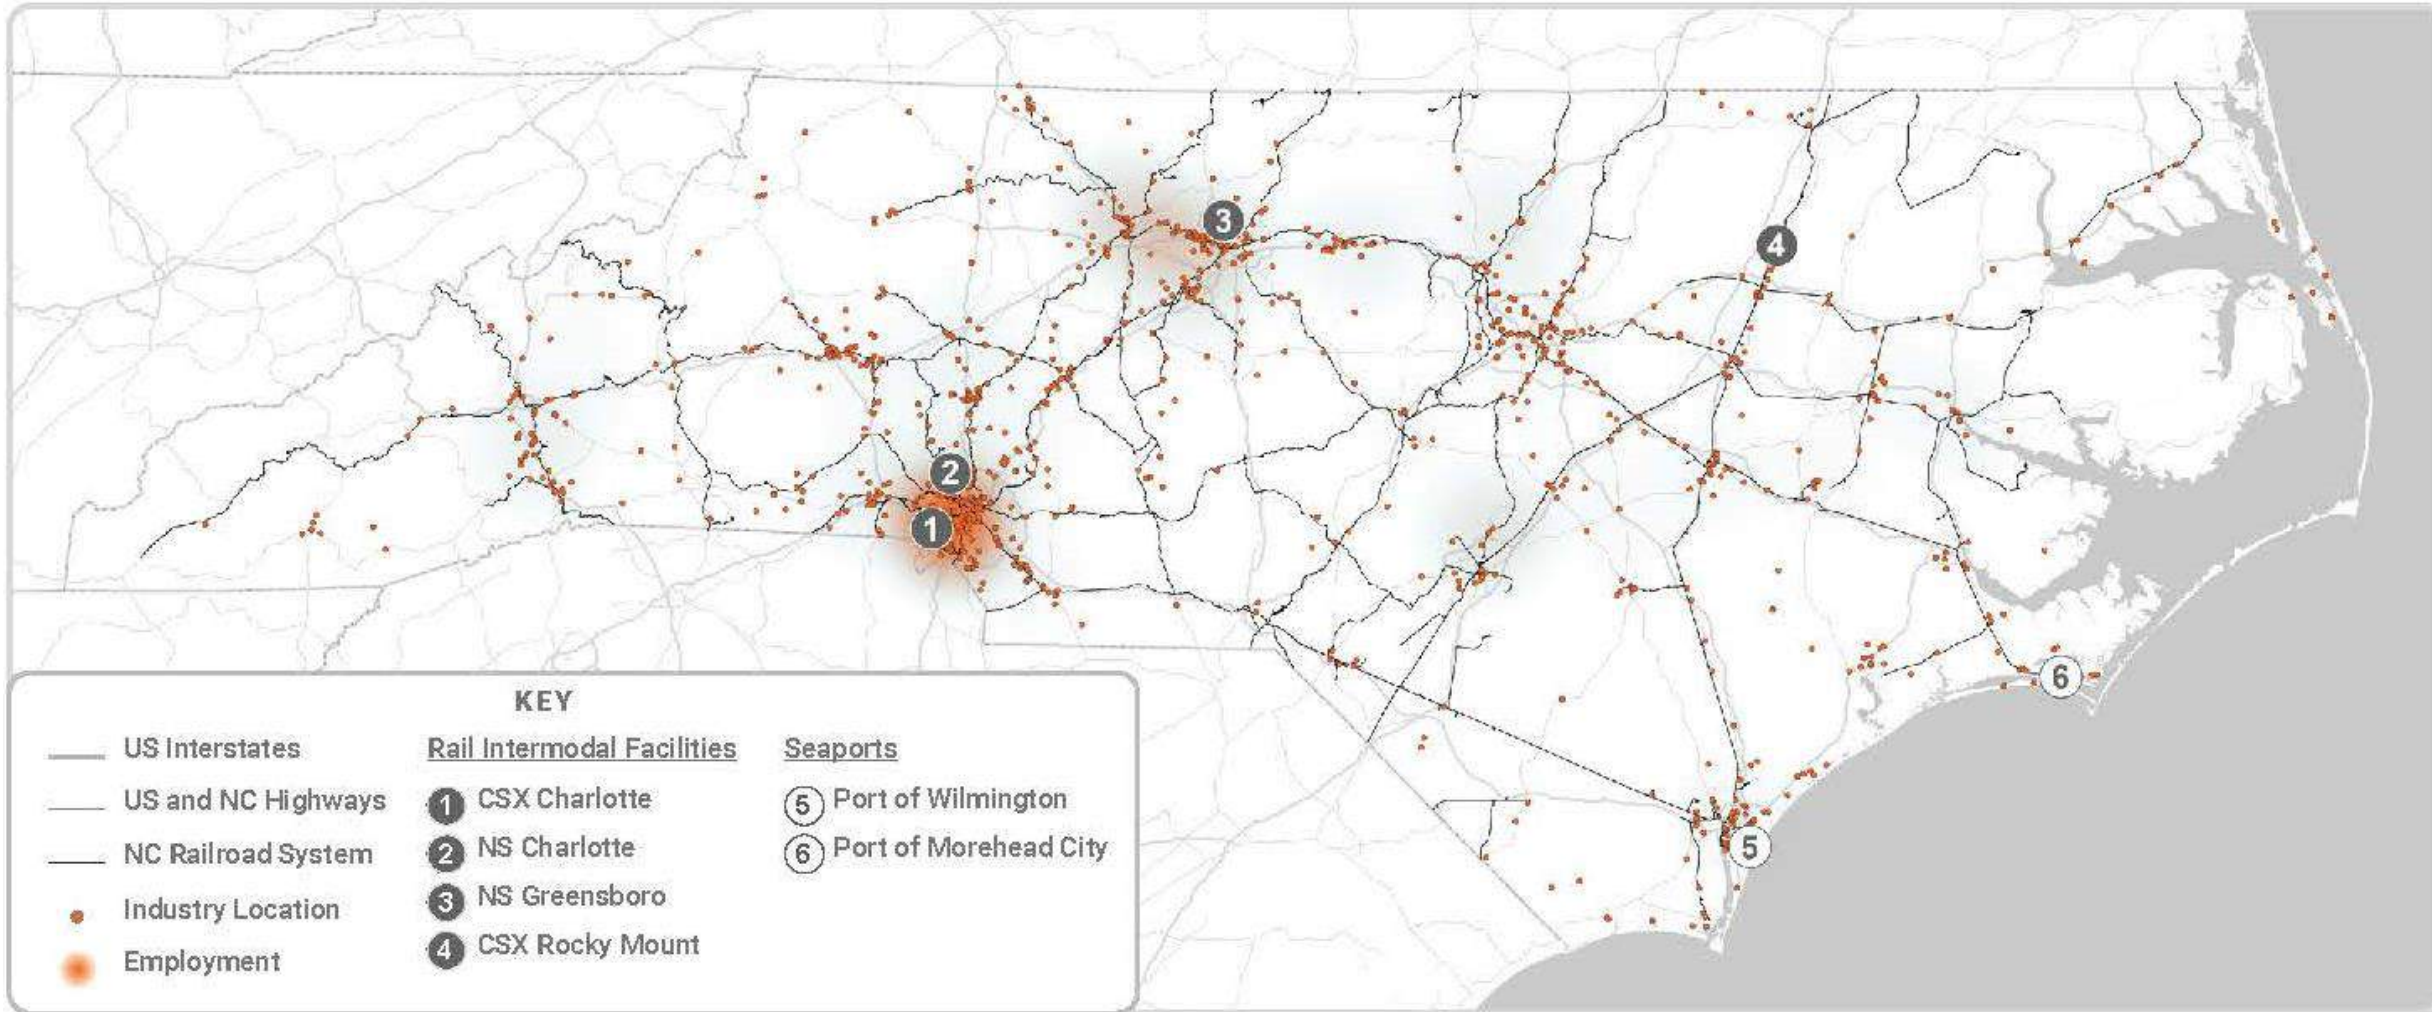 3
4
2
1
6
5
KEY
US Interstates
US and NC Highways
NC Railroad System
Industry Location
Employment
Rail Intermodal Facilities
1 CSX Charlotte
2 NS Charlotte
3 NS Greensboro
4 CSX Rocky Mount
Seaports
5 Port of Wilmington
6 Port of Morehead City